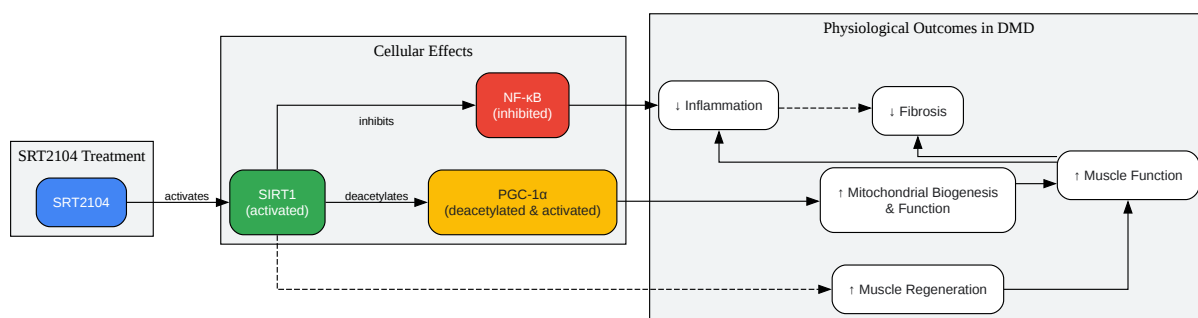 Physiological Outcomes in DMD
Cellular Effects
NF-κB
(inhibited)
↓ Inflammation
↓ Fibrosis
inhibits
SRT2104 Treatment
SRT2104
activates
SIRT1
(activated)
deacetylates
PGC-1α
(deacetylated & activated)
↑ Mitochondrial Biogenesis
& Function
↑ Muscle Function
↑ Muscle Regeneration